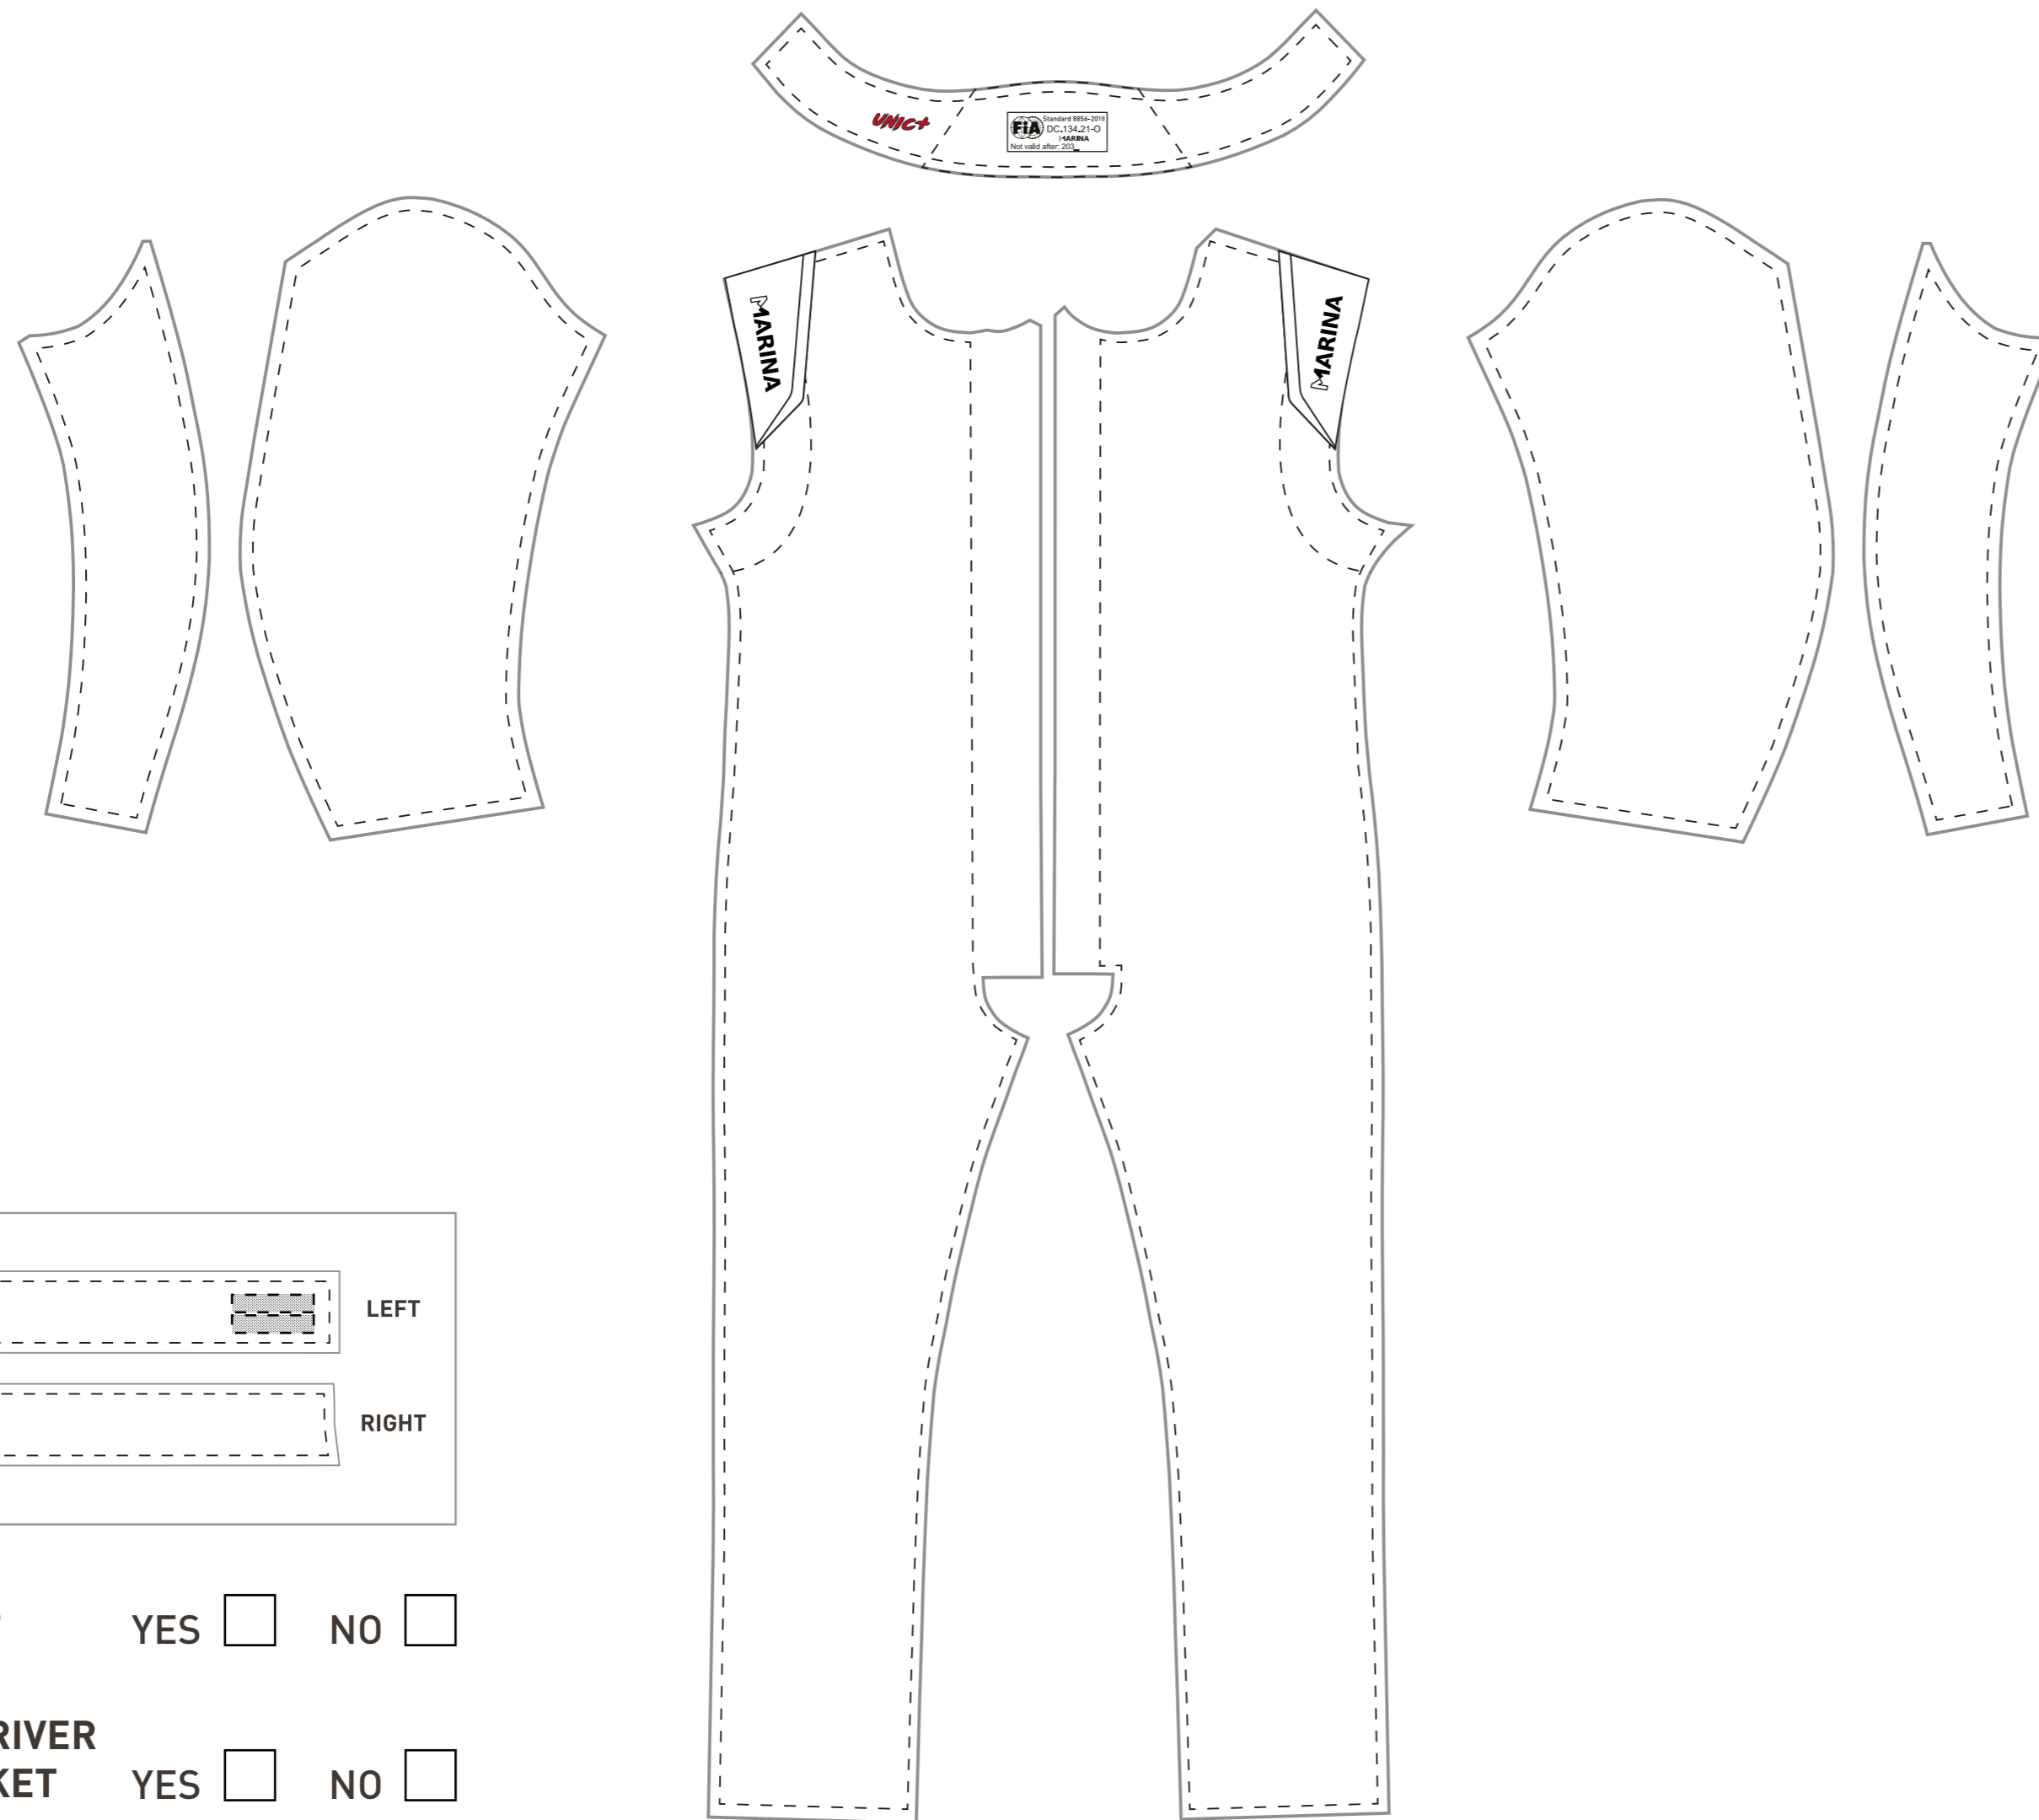 UNIC+
FiA
Standard 8856-2018
DC.134.21-O
MARINA
Not valid after: 203_
MARINA
MARINA
LEFT
RIGHT
YES
NO
RIVER
KET
YES
NO